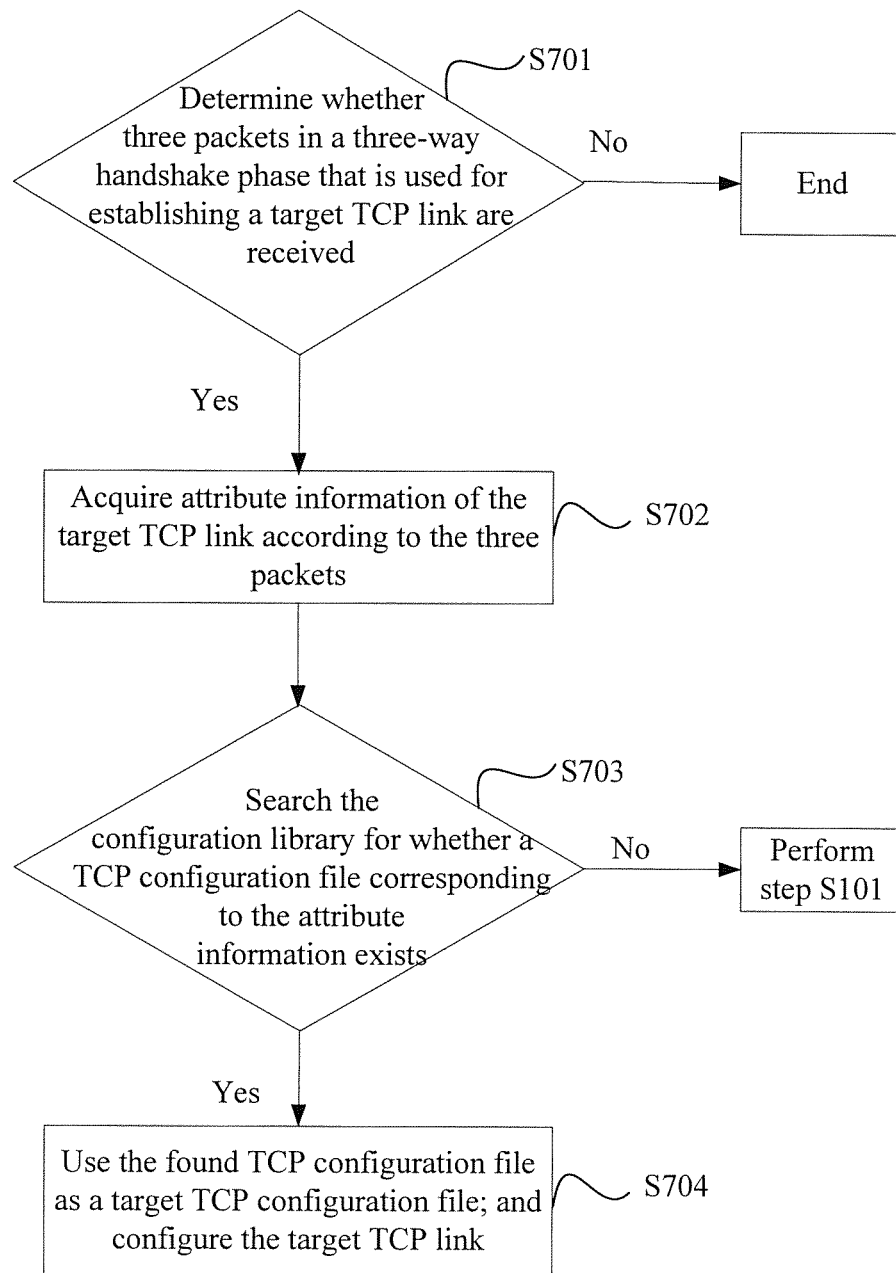 S701
Determine whether
three packets in a three-way
handshake phase that is used for
establishing a target TCP link are
received
No
End
Yes
Acquire attribute information of the
target TCP link according to the three
packets
S702
S703
Search the
configuration library for whether a
TCP configuration file corresponding
to the attribute
information exists
No
Perform
step S101
Yes
Use the found TCP configuration file
as a target TCP configuration file; and
configure the target TCP link
S704